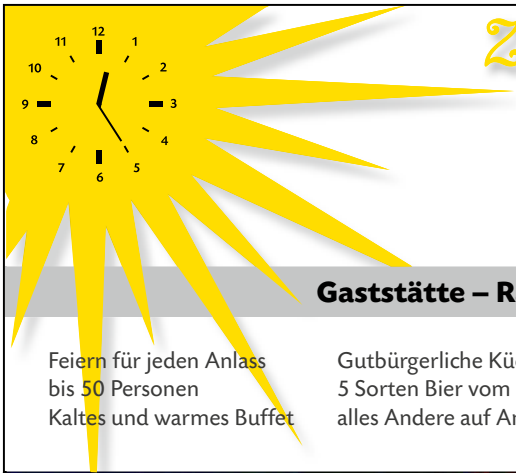 12
11 1
10 2
9 3
8 4
7 5
6
Z
Gaststätte – R
Feiern für jeden Anlass
bis 50 Personen
Kaltes und warmes Buffet
Gutbürgerliche Kü
5 Sorten Bier vom
alles Andere auf A